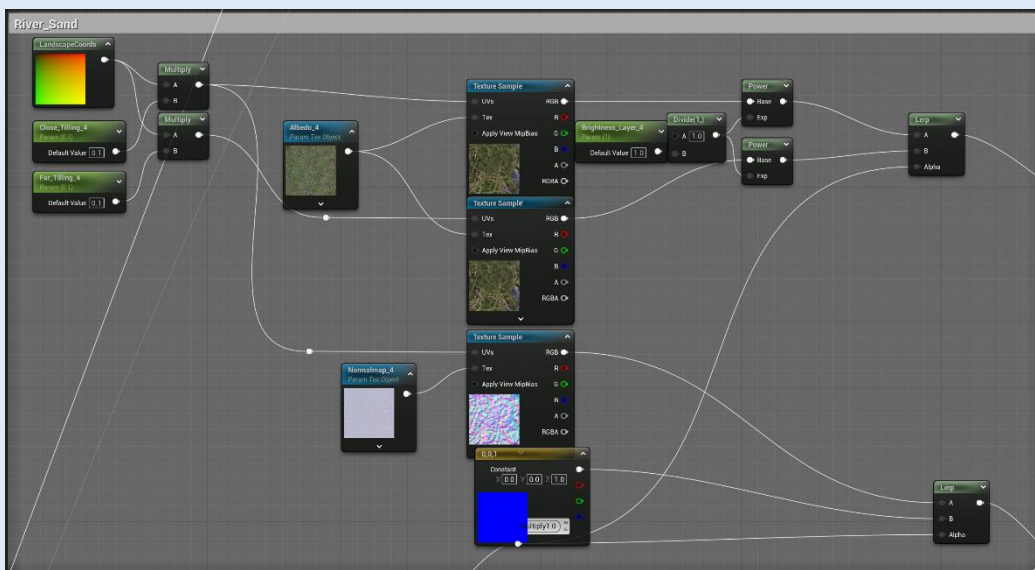 River_Sand
LandscapeCoords
Multiply
A
B
Multiply
A
B
Close_Tilling_4
Param (0.1)
Default Value 0.1
Far_Tilling_4
Param (0.1)
Default Value 0.1
Albedo_4
Param Tex Object
Texture Sample
UVs RGB
Tex R
Apply View MipBias G
B
A
RGBA
Texture Sample
UVs RGB
Tex R
Apply View MipBias G
B
A
RGBA
Brightness_Layer_4
Param (1)
Default Value 1.0
Divide(1,)
A 1.0
B
Power
Base
Exp
Power
Base
Exp
Lerp
A
B
Alpha
Normalmap_4
Param Tex Object
Texture Sample
UVs RGB
Tex R
Apply View MipBias G
B
A
RGBA
0,0,1
Constant
X 0.0 Y 0.0 Z 1.0
ultiply1.0)
Lerp
A
B
Alpha